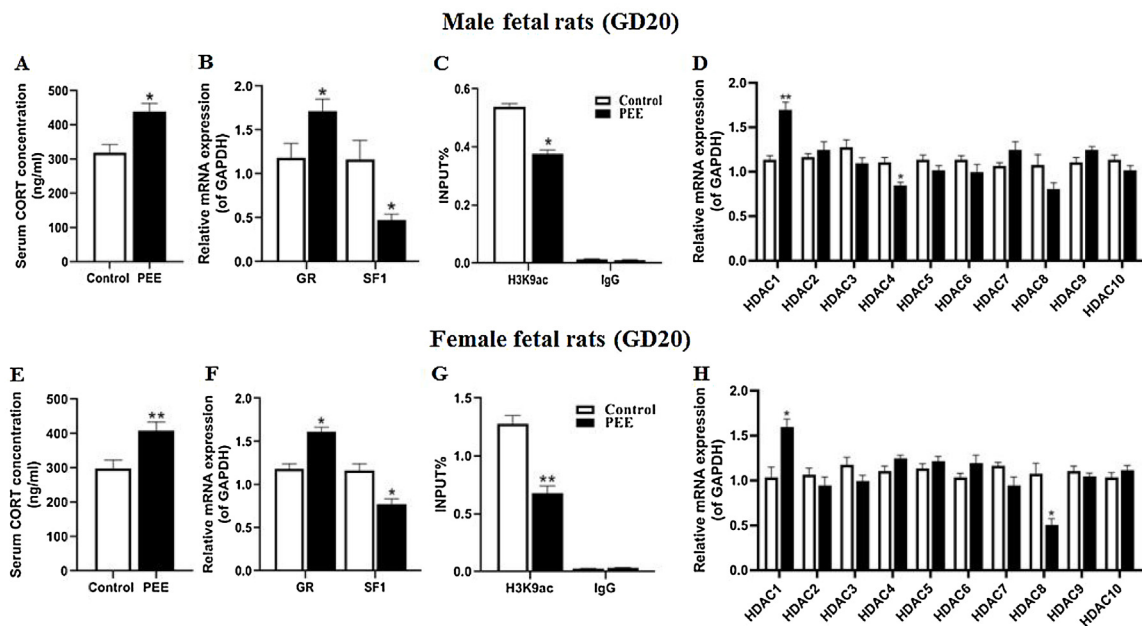 Male fetal rats (GD20)
A
Serum CORT concentration
(ng/ml)
500
400
300
200
100
0
Control PEE
*
B
Relative mRNA expression
(of GAPDH)
2.0
1.5
1.0
0.5
0.0
GR SF1
*
*
C
INPUT%
0.6
0.4
0.2
0.0
H3K9ac IgG
Control
PEE
*
D
Relative mRNA expression
(of GAPDH)
2.0
1.5
1.0
0.5
0.0
**
*
HDAC1
HDAC2
HDAC3
HDAC4
HDAC5
HDAC6
HDAC7
HDAC8
HDAC9
HDAC10
Female fetal rats (GD20)
E
Serum CORT concentration
(ng/ml)
500
400
300
200
100
0
Control PEE
**
F
Relative mRNA expression
(of GAPDH)
2.0
1.5
1.0
0.5
0.0
GR SF1
*
*
G
INPUT%
1.5
1.0
0.5
0.0
H3K9ac IgG
Control
PEE
**
H
Relative mRNA expression
(of GAPDH)
2.0
1.5
1.0
0.5
0.0
*
*
HDAC1
HDAC2
HDAC3
HDAC4
HDAC5
HDAC6
HDAC7
HDAC8
HDAC9
HDAC10